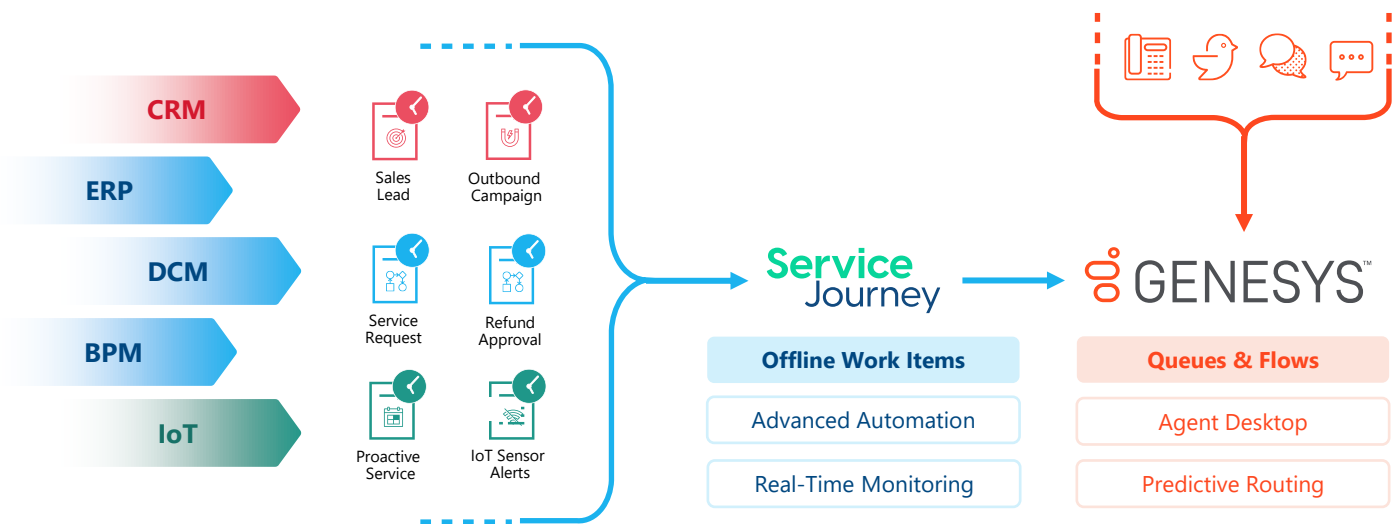 CRM
ERP
DCM
BPM
IoT
Sales
Lead
Outbound
Campaign
Service
Request
Refund
Approval
Proactive
Service
IoT Sensor
Alerts
Service
Journey
Offline Work Items
Advanced Automation
Real-Time Monitoring
GENESYS™
Queues & Flows
Agent Desktop
Predictive Routing